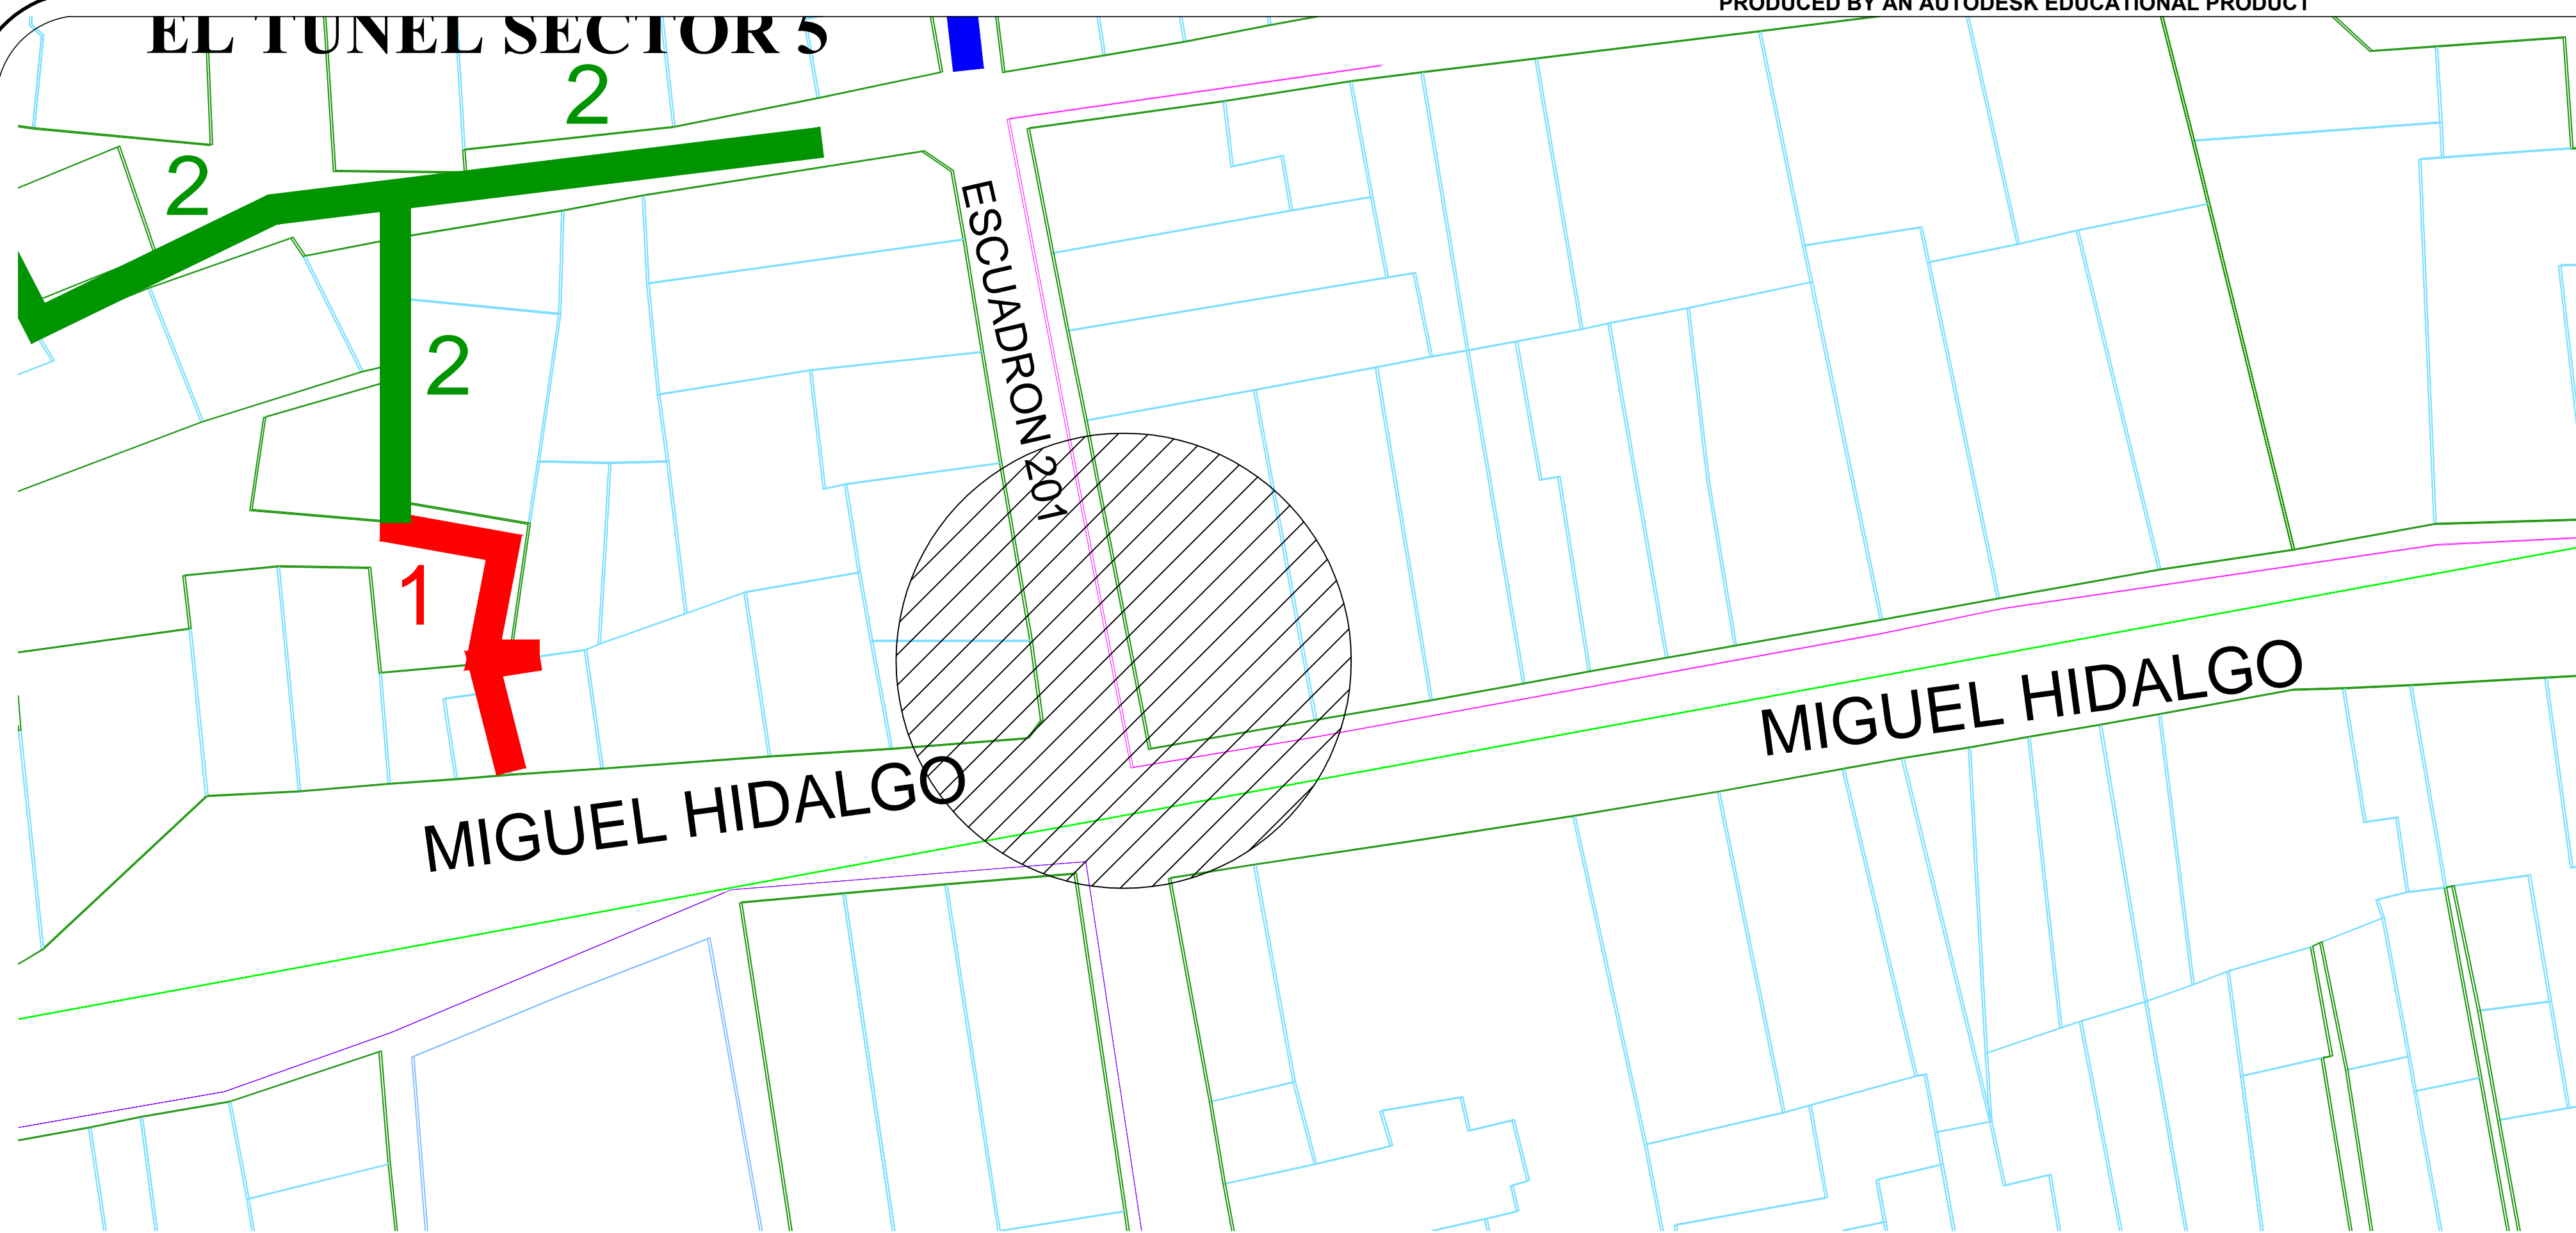 PRODUCED BY AN AUTODESK EDUCATIONAL PRODUCT
EL TUNEL SECTOR 5
2
2
ESCUADRON 201
2
1
MIGUEL HIDALGO
MIGUEL HIDALGO